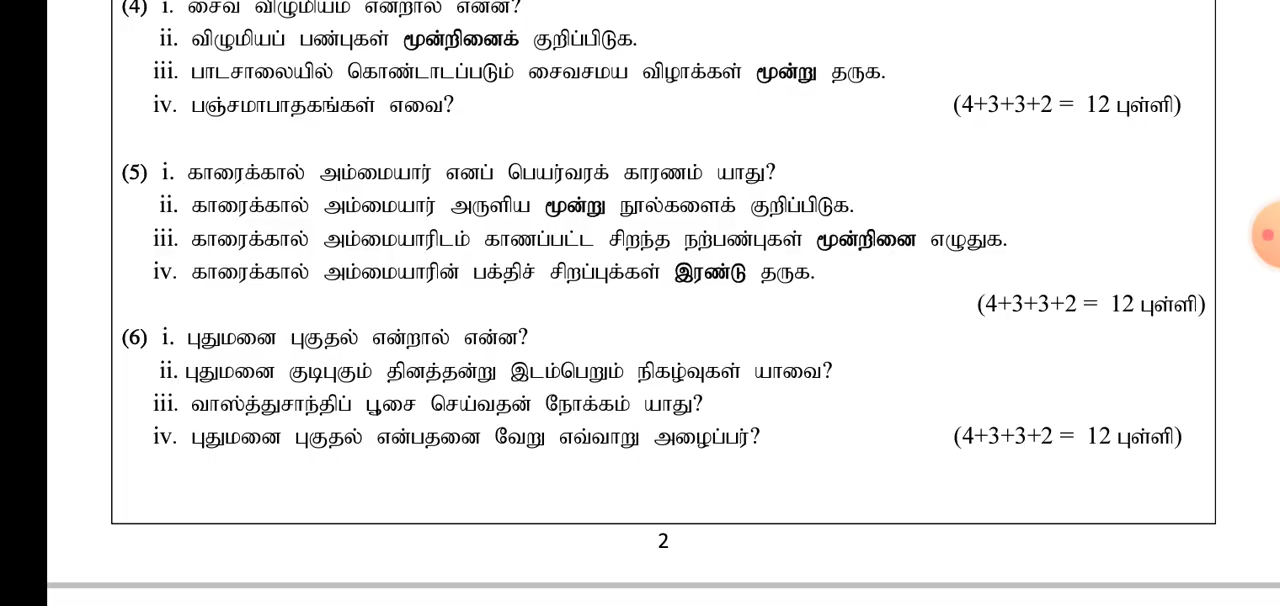 (4) i. சைவ விழுமியம் என்றால் என்ன?
ii. விழுமியப் பண்புகள் மூன்றினைக் குறிப்பிடுக.
iii. பாடசாலையில் கொண்டாடப்படும் சைவசமய விழாக்கள் மூன்று தருக.
iv. பஞ்சமாபாதகங்கள் எவை? (4+3+3+2 = 12 புள்ளி)
(5) i. காரைக்கால் அம்மையார் எனப் பெயர்வரக் காரணம் யாது?
ii. காரைக்கால் அம்மையார் அருளிய மூன்று நூல்களைக் குறிப்பிடுக.
iii. காரைக்கால் அம்மையாரிடம் காணப்பட்ட சிறந்த நற்பண்புகள் மூன்றினை எழுதுக.
iv. காரைக்கால் அம்மையாரின் பக்திச் சிறப்புக்கள் இரண்டு தருக.
(4+3+3+2 = 12 புள்ளி)
(6) i. புதுமனை புகுதல் என்றால் என்ன?
ii. புதுமனை குடிபுகும் தினத்தன்று இடம்பெறும் நிகழ்வுகள் யாவை?
iii. வாஸ்த்துசாந்திப் பூசை செய்வதன் நோக்கம் யாது?
iv. புதுமனை புகுதல் என்பதனை வேறு எவ்வாறு அழைப்பர்? (4+3+3+2 = 12 புள்ளி)
2